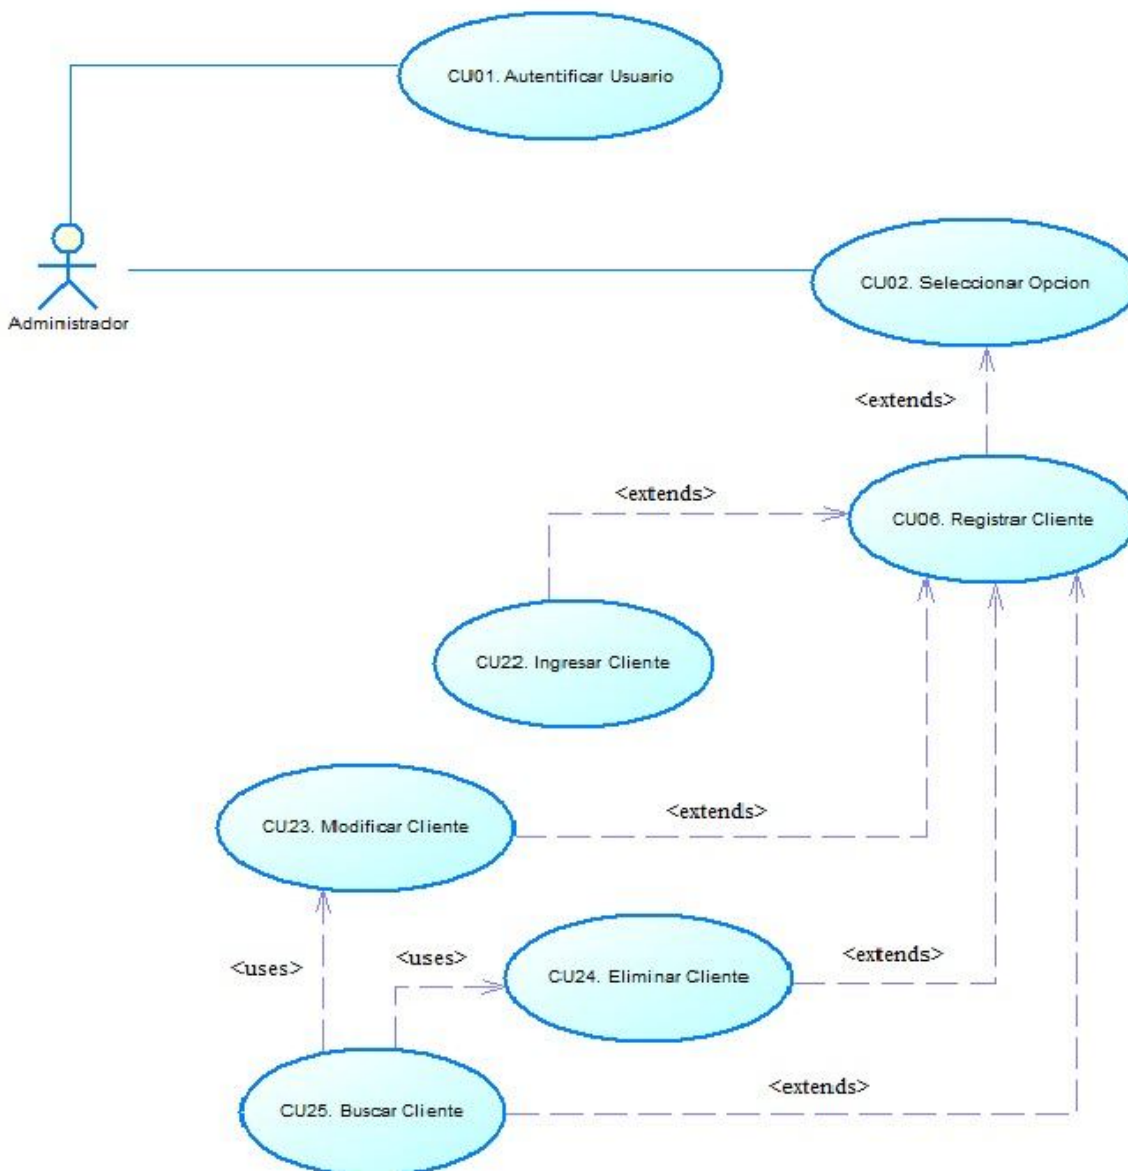 CU01. Autentificar Usuario
CU02. Seleccionar Opcion
Administrador
<extends>
<extends>
CU06. Registrar Cliente
CU22. Ingresar Cliente
<extends>
CU23. Modificar Cliente
<uses>
<uses>
CU24. Eliminar Cliente
<extends>
<extends>
CU25. Buscar Cliente